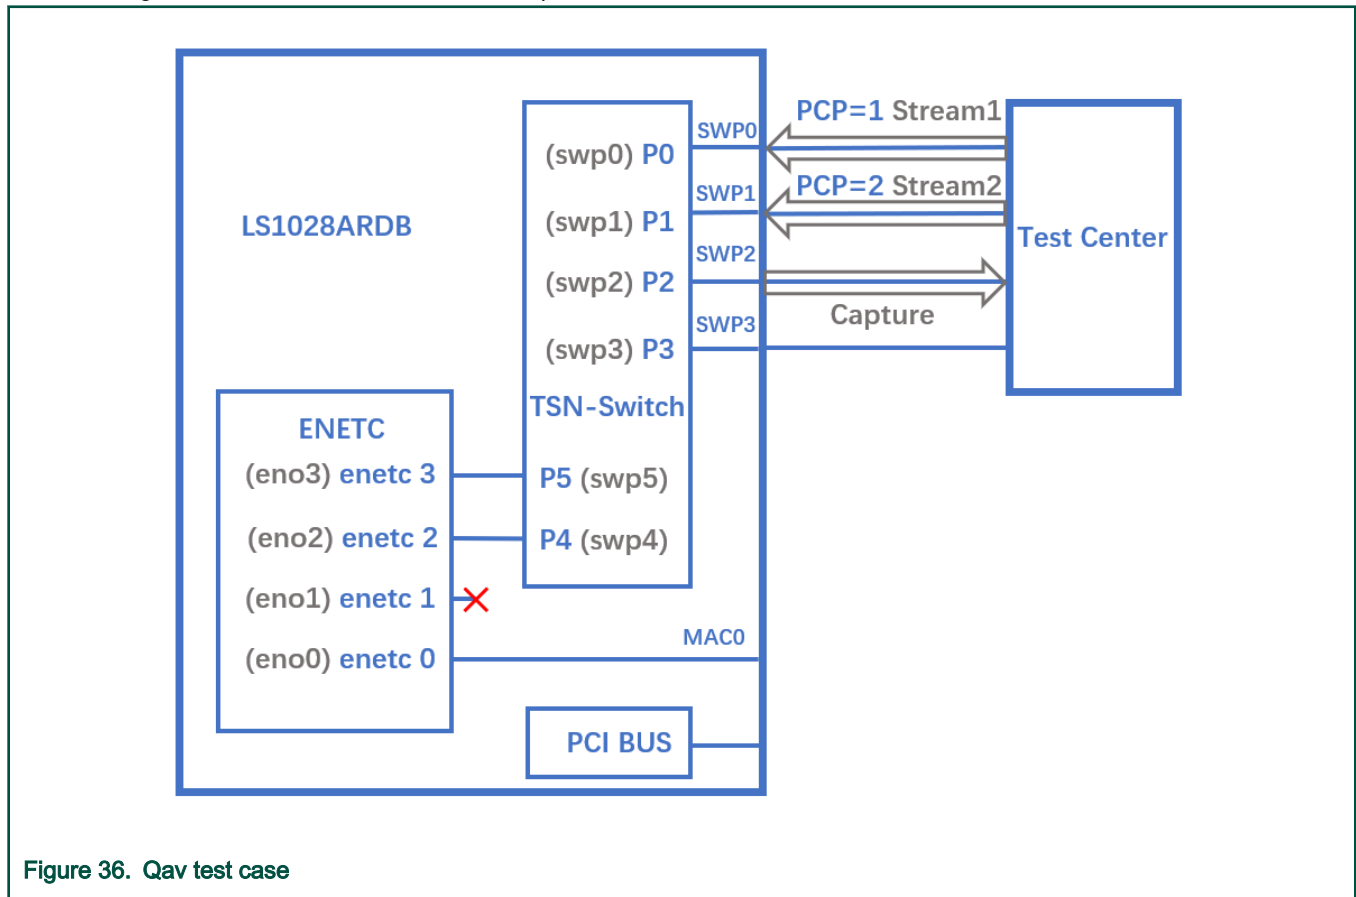 PCP=1 Stream1
SWP0
(swp0) P0
PCP=2 Stream2
SWP1
(swp1) P1
LS1028ARDB
Test Center
SWP2
(swp2) P2
Capture
SWP3
(swp3) P3
TSN-Switch
ENETC
(eno3) enetc 3
P5 (swp5)
(eno2) enetc 2
P4 (swp4)
(eno1) enetc 1
MAC0
(eno0) enetc 0
PCI BUS
Figure 36. Qav test case